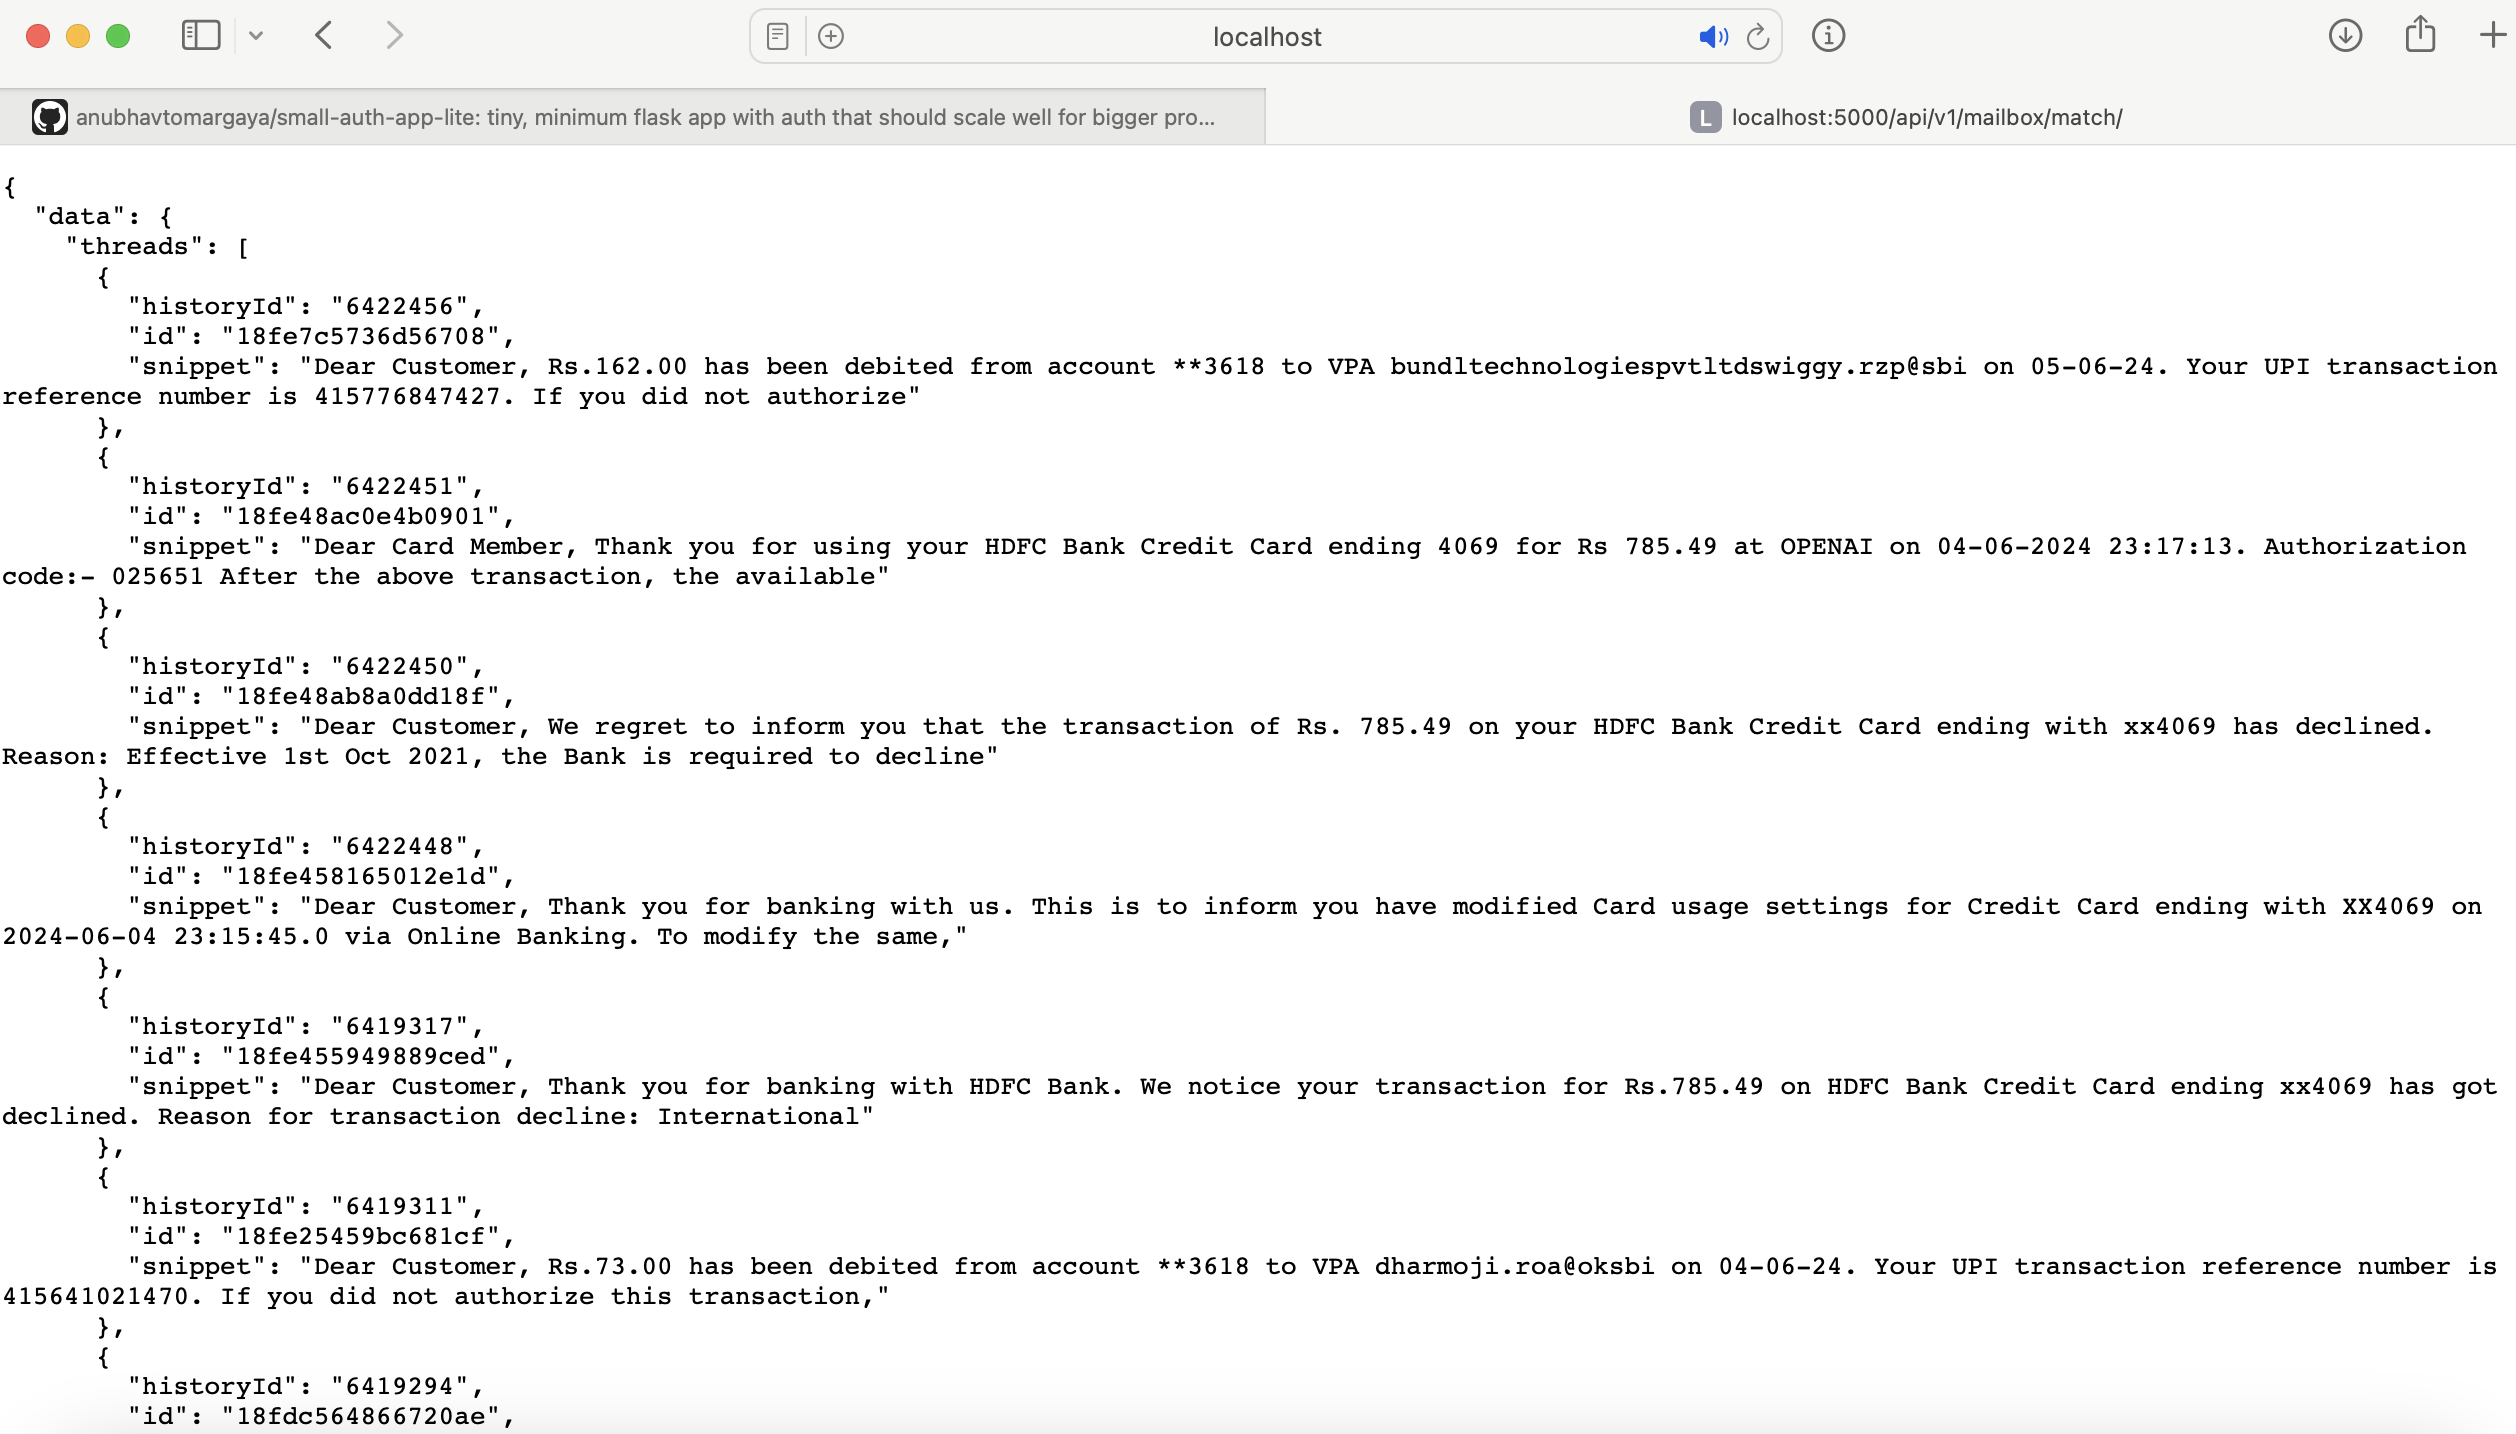 localhost
anubhavtomargaya/small-auth-app-lite: tiny, minimum flask app with auth that should scale well for bigger pro...
L localhost:5000/api/v1/mailbox/match/
{
  "data": {
    "threads": [
      {
        "historyId": "6422456",
        "id": "18fe7c5736d56708",
        "snippet": "Dear Customer, Rs.162.00 has been debited from account **3618 to VPA bundltechnologiespvtltdswiggy.rzp@sbi on 05-06-24. Your UPI transaction
reference number is 415776847427. If you did not authorize"
      },
      {
        "historyId": "6422451",
        "id": "18fe48ac0e4b0901",
        "snippet": "Dear Card Member, Thank you for using your HDFC Bank Credit Card ending 4069 for Rs 785.49 at OPENAI on 04-06-2024 23:17:13. Authorization
code:- 025651 After the above transaction, the available"
      },
      {
        "historyId": "6422450",
        "id": "18fe48ab8a0dd18f",
        "snippet": "Dear Customer, We regret to inform you that the transaction of Rs. 785.49 on your HDFC Bank Credit Card ending with xx4069 has declined.
Reason: Effective 1st Oct 2021, the Bank is required to decline"
      },
      {
        "historyId": "6422448",
        "id": "18fe458165012e1d",
        "snippet": "Dear Customer, Thank you for banking with us. This is to inform you have modified Card usage settings for Credit Card ending with XX4069 on
2024-06-04 23:15:45.0 via Online Banking. To modify the same,"
      },
      {
        "historyId": "6419317",
        "id": "18fe455949889ced",
        "snippet": "Dear Customer, Thank you for banking with HDFC Bank. We notice your transaction for Rs.785.49 on HDFC Bank Credit Card ending xx4069 has got
declined. Reason for transaction decline: International"
      },
      {
        "historyId": "6419311",
        "id": "18fe25459bc681cf",
        "snippet": "Dear Customer, Rs.73.00 has been debited from account **3618 to VPA dharmoji.roa@oksbi on 04-06-24. Your UPI transaction reference number is
415641021470. If you did not authorize this transaction,"
      },
      {
        "historyId": "6419294",
        "id": "18fdc564866720ae",